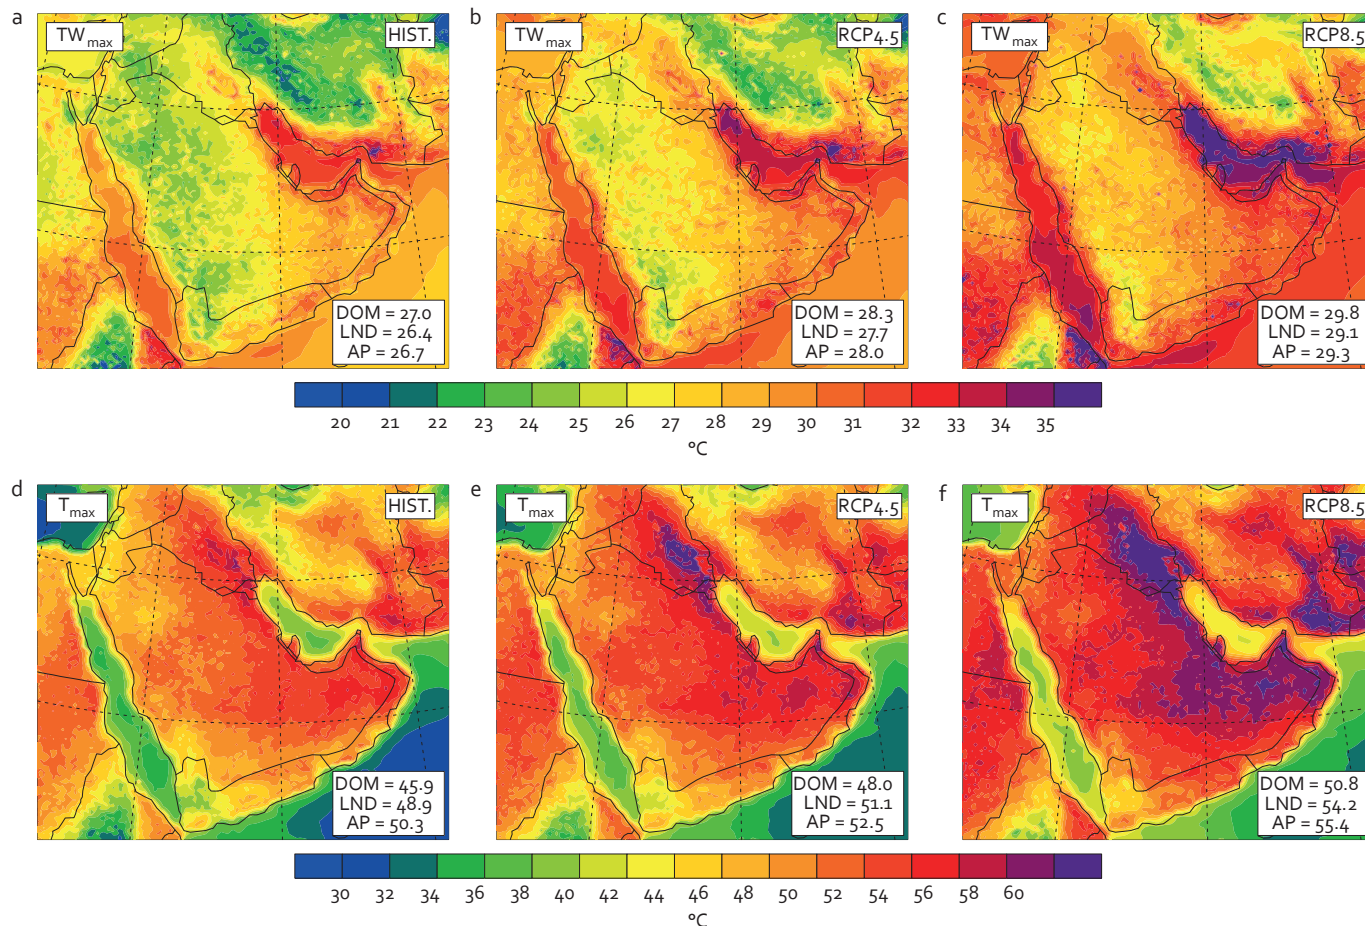 a
TWmax
HIST.
DOM = 27.0
LND = 26.4
AP = 26.7
b
TWmax
RCP4.5
DOM = 28.3
LND = 27.7
AP = 28.0
c
TWmax
RCP8.5
DOM = 29.8
LND = 29.1
AP = 29.3
20 21 22 23 24 25 26 27 28 29 30 31 32 33 34 35
°C
d
Tmax
HIST.
DOM = 45.9
LND = 48.9
AP = 50.3
e
Tmax
RCP4.5
DOM = 48.0
LND = 51.1
AP = 52.5
f
Tmax
RCP8.5
DOM = 50.8
LND = 54.2
AP = 55.4
30 32 34 36 38 40 42 44 46 48 50 52 54 56 58 60
°C